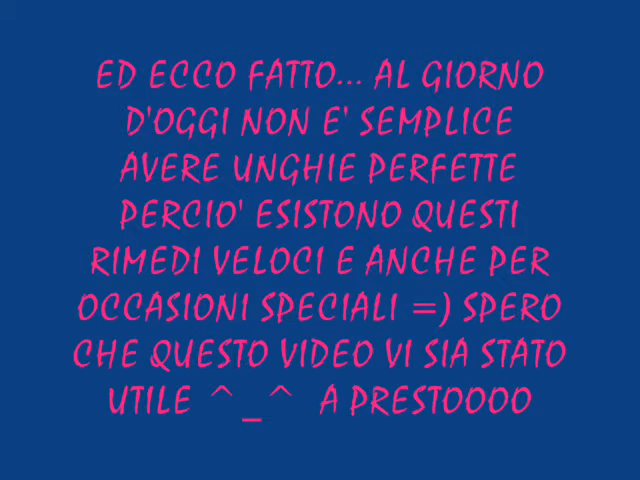 ED ECCO FATTO... AL GIORNO
D'OGGI NON E' SEMPLICE
AVERE UNGHIE PERFETTE
PERCIO' ESISTONO QUESTI
RIMEDI VELOCI E ANCHE PER
OCCASIONI SPECIALI =) SPERO
CHE QUESTO VIDEO VI SIA STATO
UTILE ^_^ A PRESTOOOO